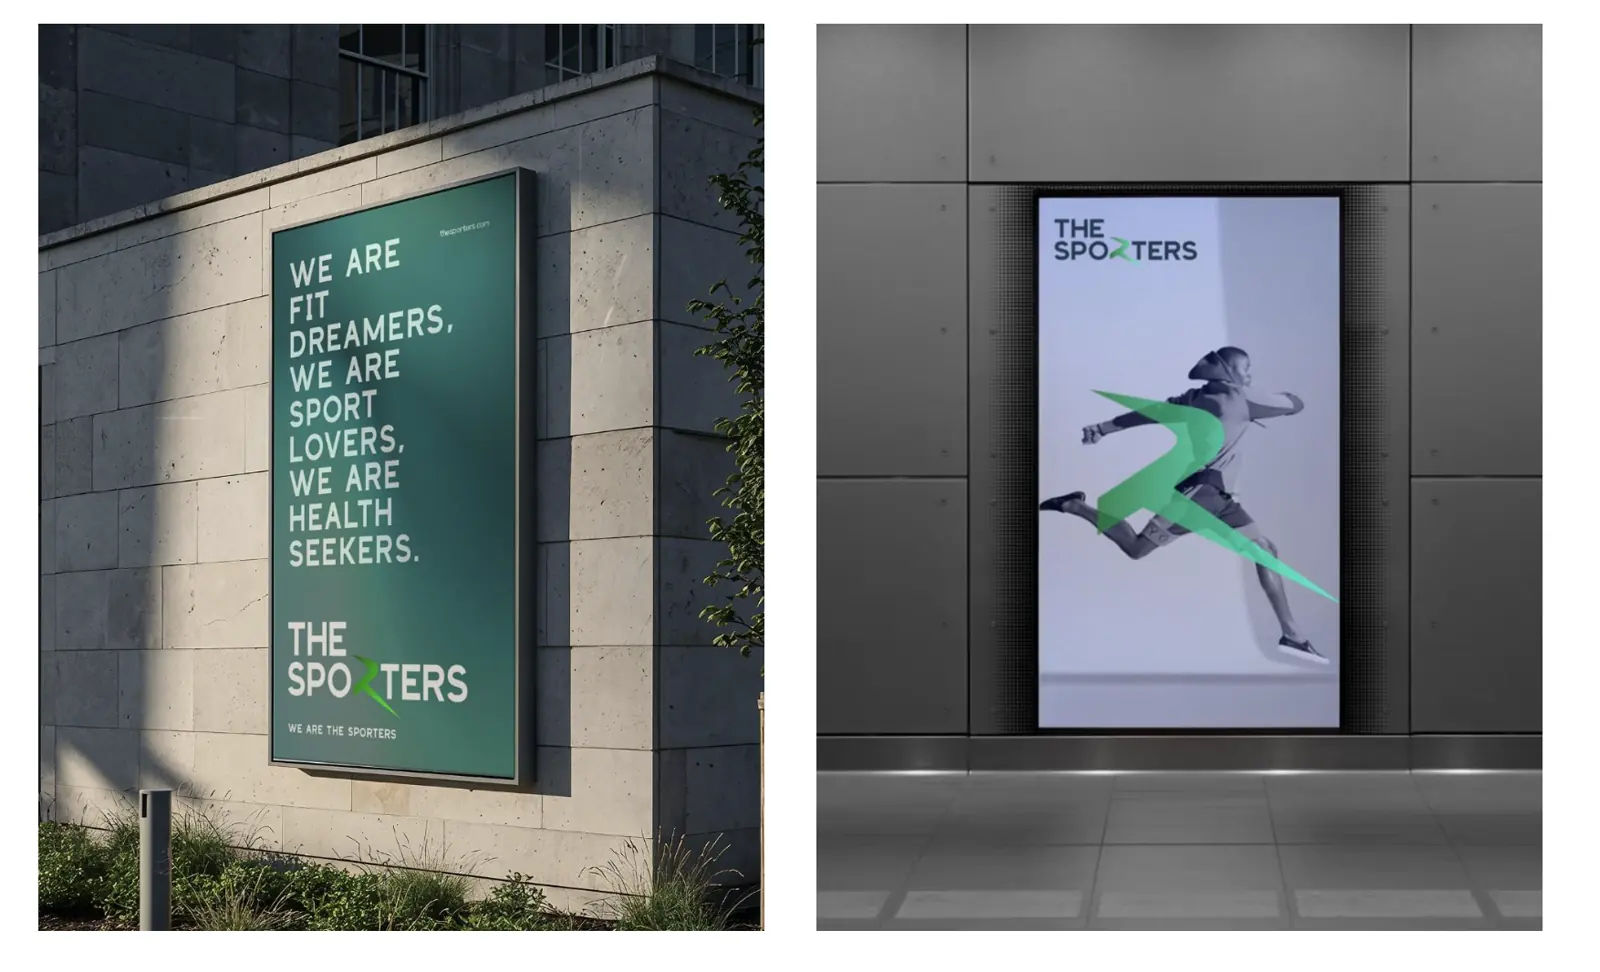 thesporters.com
WE ARE
FIT
DREAMERS,
WE ARE
SPORT
LOVERS,
WE ARE
HEALTH
SEEKERS.
THE
SPORTERS
WE ARE THE SPORTERS
THE
SPORTERS